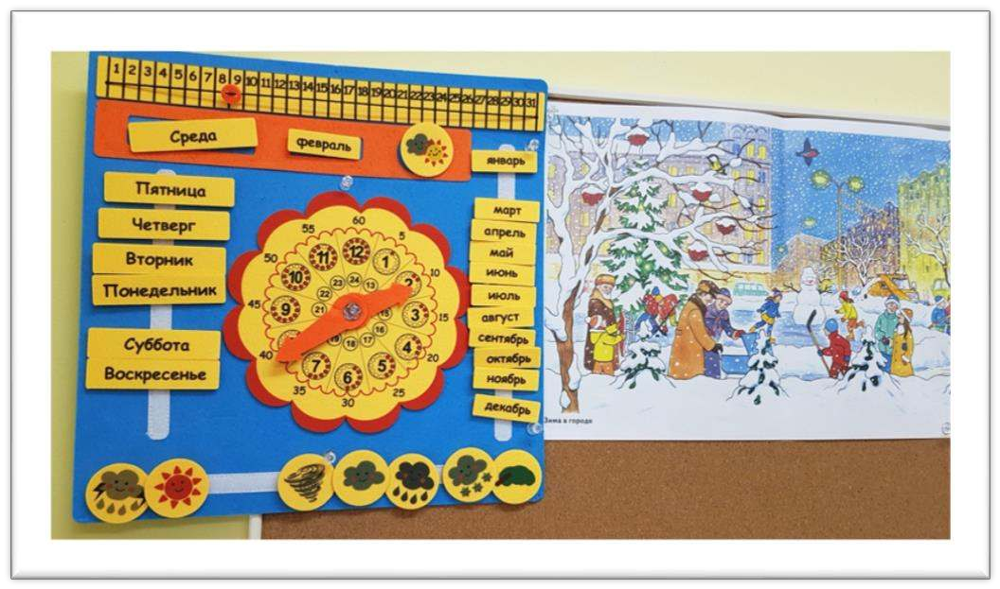 1 2 3 4 5 6 7 8 9 10 11 12 13 14 15 16 17 18 19 20 21 22 23 24 25 26 27 28 29 30 31
Среда
февраль
январь
Пятница
Четверг
Вторник
Понедельник
Суббота
Воскресенье
60
5
10
15
20
25
30
35
40
45
50
55
12
1
2
3
4
5
6
7
9
10
11
24
13
15
16
17
18
19
21
22
23
март
апрель
май
июнь
июль
август
сентябрь
октябрь
ноябрь
декабрь
Зима в городе